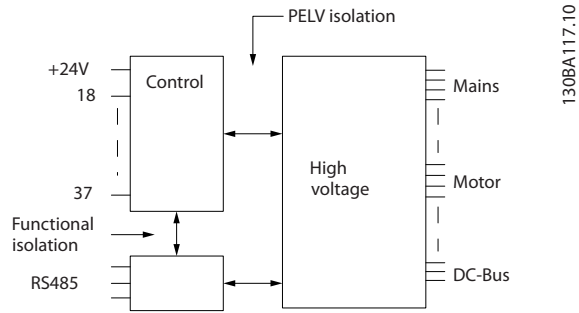 PELV isolation
130BA117.10
+24V
Control
Mains
18
High
voltage
Motor
37
Functional
isolation
RS485
DC-Bus